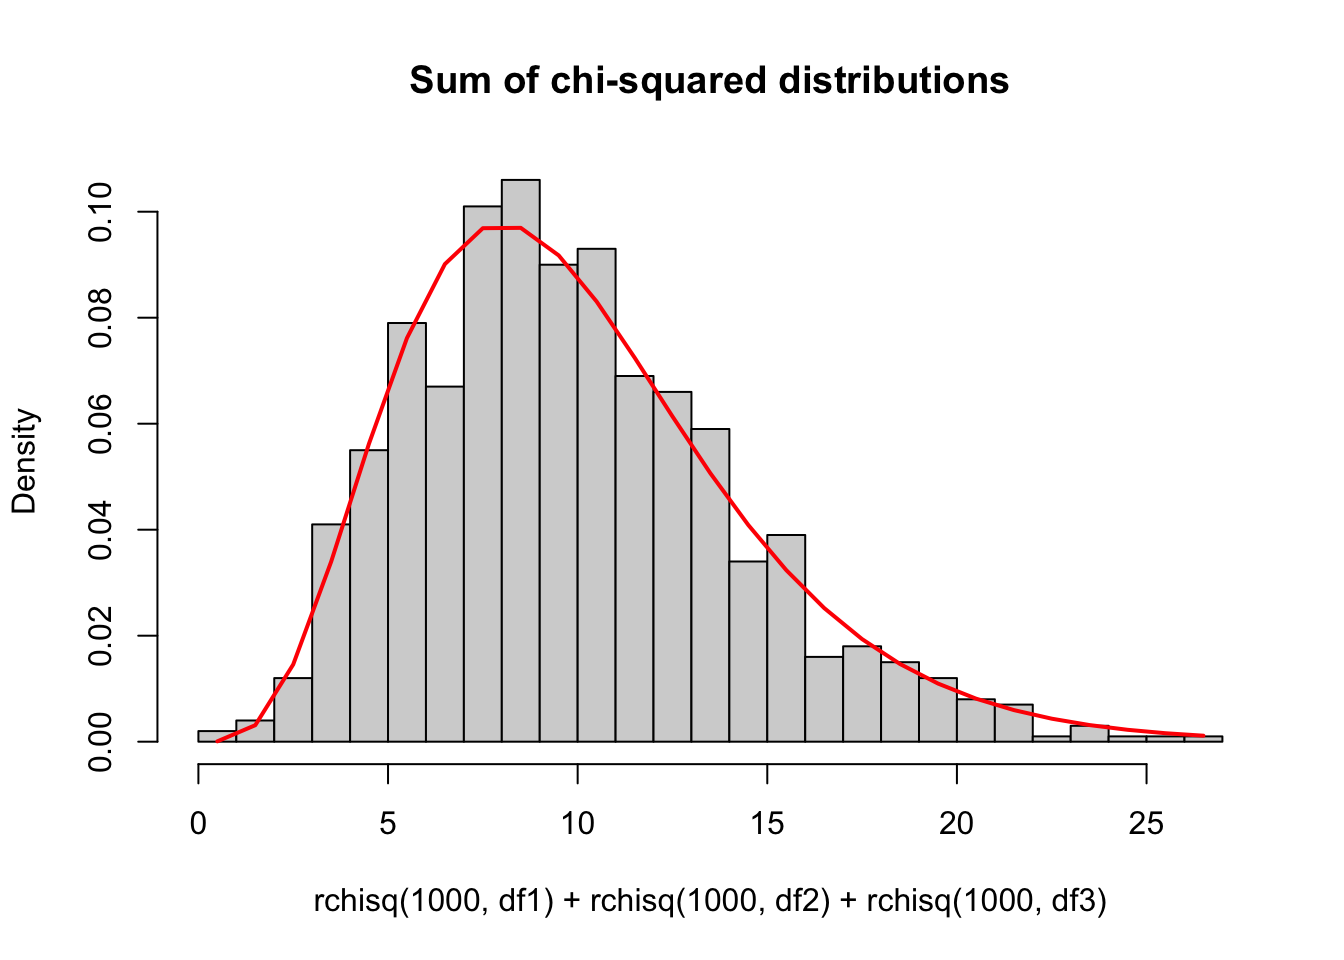 Sum of chi-squared distributions
Density
0.10
0.08
0.06
0.04
0.02
0.00
0 5 10 15 20 25
rchisq(1000, df1) + rchisq(1000, df2) + rchisq(1000, df3)